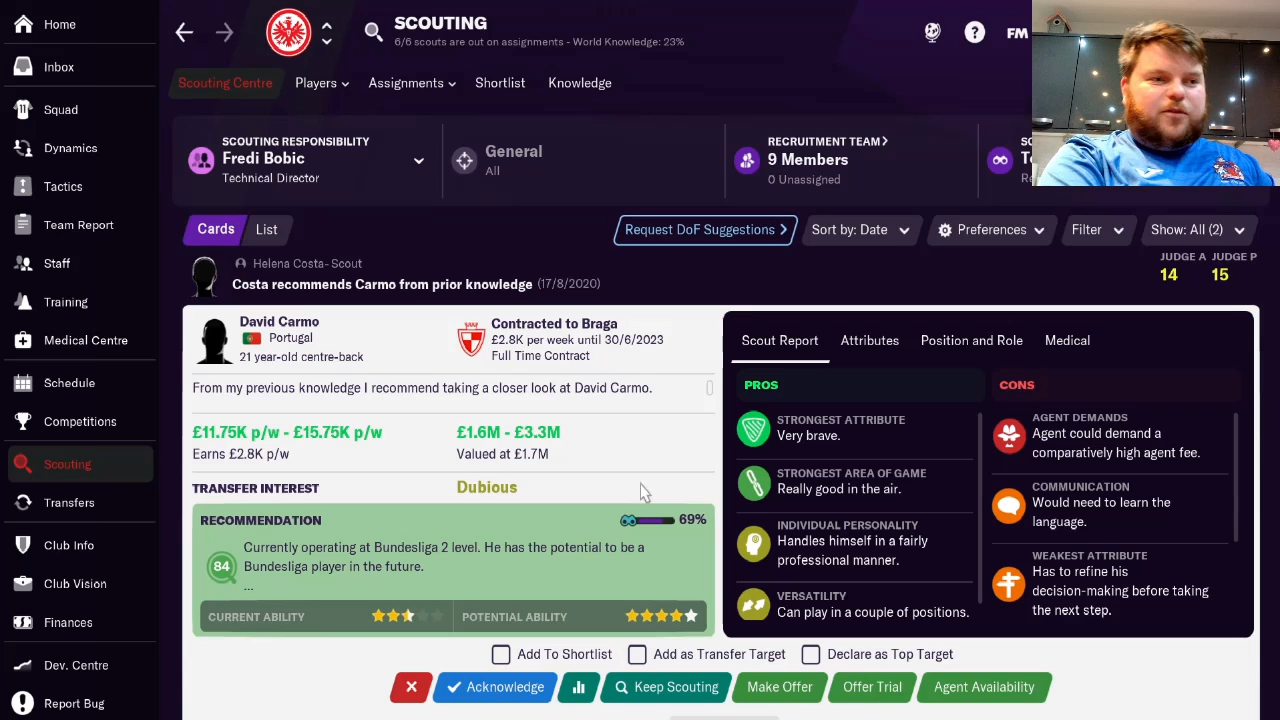 Home
Inbox
Squad
Dynamics
Tactics
Team Report
Staff
Training
Medical Centre
Schedule
Competitions
Scouting
Transfers
Club Info
Club Vision
Finances
Dev. Centre
Report Bug
SCOUTING
6/6 scouts are out on assignments - World Knowledge: 23%
? FM
Scouting Centre Players Assignments Shortlist Knowledge
SCOUTING RESPONSIBILITY
Fredi Bobic
Technical Director
General
All
RECRUITMENT TEAM>
9 Members
0 Unassigned
Cards List
Request DoF Suggestions > Sort by: Date Preferences Filter Show: All (2)
Helena Costa- Scout
Costa recommends Carmo from prior knowledge (17/8/2020)
JUDGE A JUDGE P
14 15
David Carmo
Portugal
21 year-old centre-back
Contracted to Braga
£2.8K per week until 30/6/2023
Full Time Contract
From my previous knowledge I recommend taking a closer look at David Carmo.
£11.75K p/w - £15.75K p/w £1.6M - £3.3M
Earns £2.8K p/w Valued at £1.7M
TRANSFER INTEREST Dubious
RECOMMENDATION 69%
84
Currently operating at Bundesliga 2 level. He has the potential to be a
Bundesliga player in the future.
...
CURRENT ABILITY POTENTIAL ABILITY
Scout Report Attributes Position and Role Medical
PROS
STRONGEST ATTRIBUTE
Very brave.
STRONGEST AREA OF GAME
Really good in the air.
INDIVIDUAL PERSONALITY
Handles himself in a fairly
professional manner.
VERSATILITY
Can play in a couple of positions.
CONS
AGENT DEMANDS
Agent could demand a
comparatively high agent fee.
COMMUNICATION
Would need to learn the
language.
WEAKEST ATTRIBUTE
Has to refine his
decision-making before taking
the next step.
Add To Shortlist Add as Transfer Target Declare as Top Target
Acknowledge Keep Scouting Make Offer Offer Trial Agent Availability